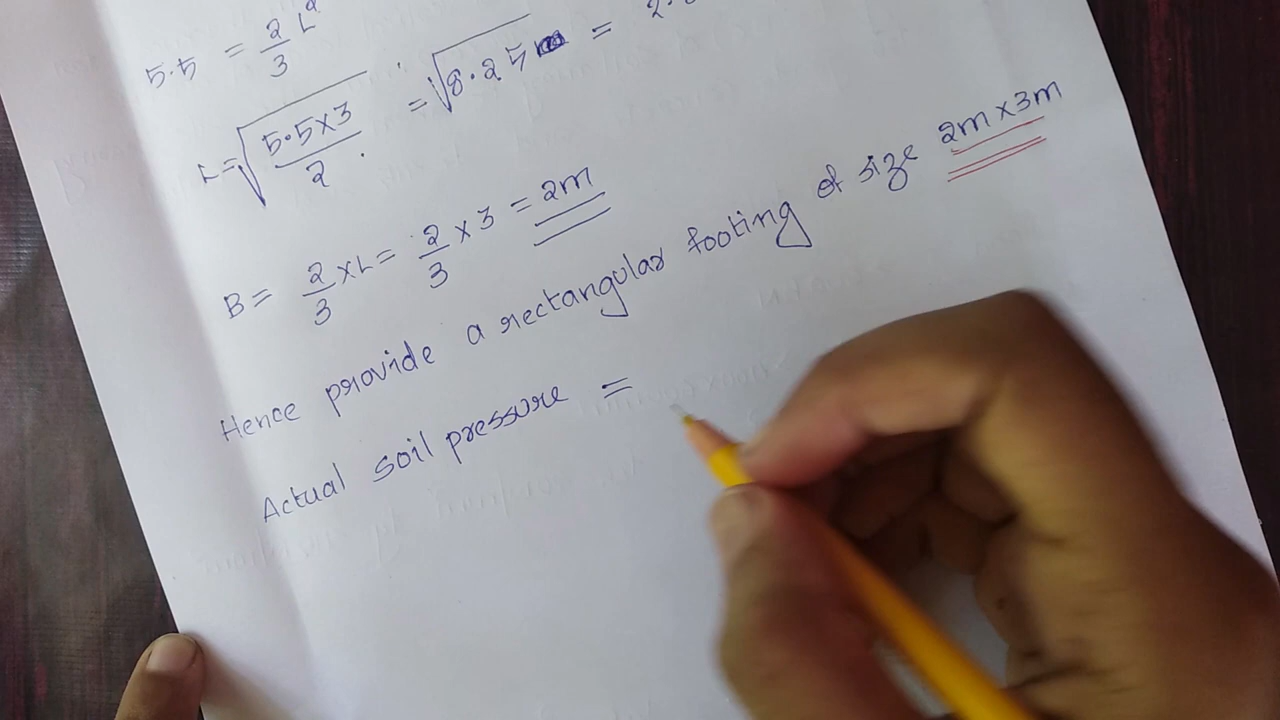 5.5 = 2/3 L²
L = √(5.5×3/2) = √8.25 =
B = 2/3 × L = 2/3 × 3 = 2m
Hence provide a rectangular footing of size 2m × 3m
Actual soil pressure =